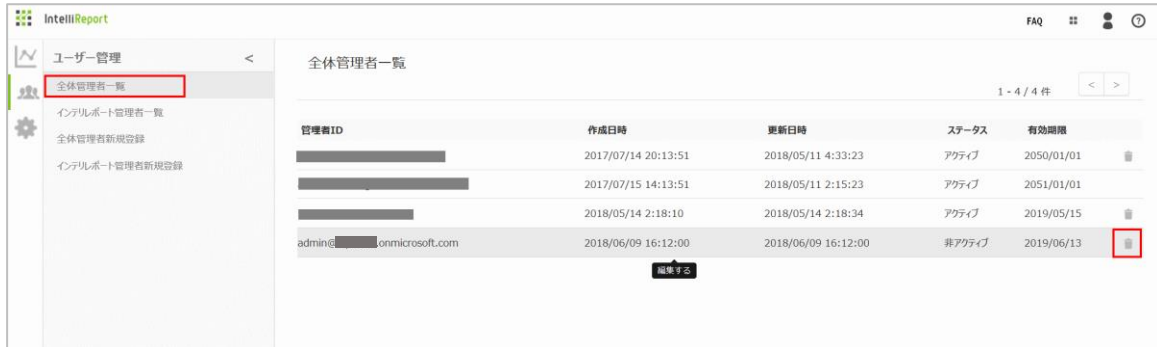 IntelliReport
FAQ
ユーザー管理 <
全体管理者一覧
インテリレポート管理者一覧
全体管理者新規登録
インテリレポート管理者新規登録
全体管理者一覧
1 - 4 / 4 件 < >
管理者ID 作成日時 更新日時 ステータス 有効期限
2017/07/14 20:13:51 2018/05/11 4:33:23 アクティブ 2050/01/01
2017/07/15 14:13:51 2018/05/11 2:15:23 アクティブ 2051/01/01
2018/05/14 2:18:10 2018/05/14 2:18:34 アクティブ 2019/05/15
admin@ .onmicrosoft.com 2018/06/09 16:12:00 2018/06/09 16:12:00 非アクティブ 2019/06/13
編集する